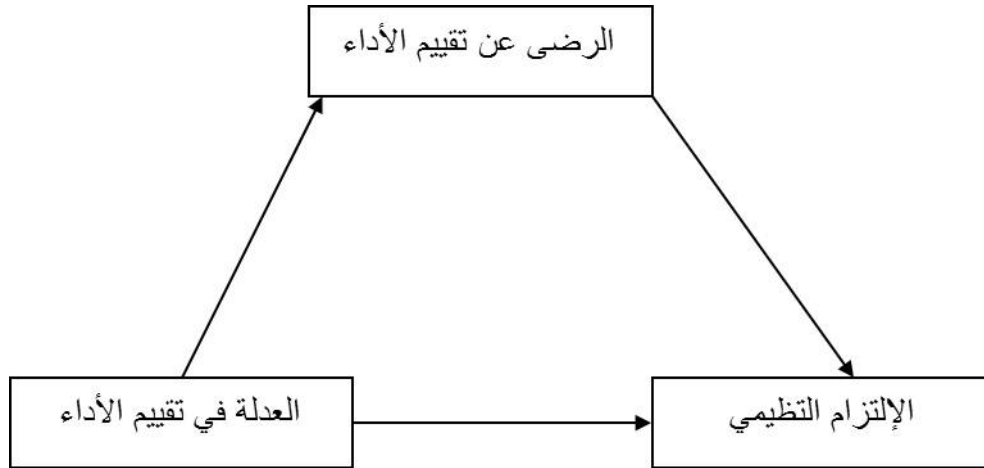 الرضى عن تقييم الأداء
العدلة في تقييم الأداء
الإلتزام التظيمي